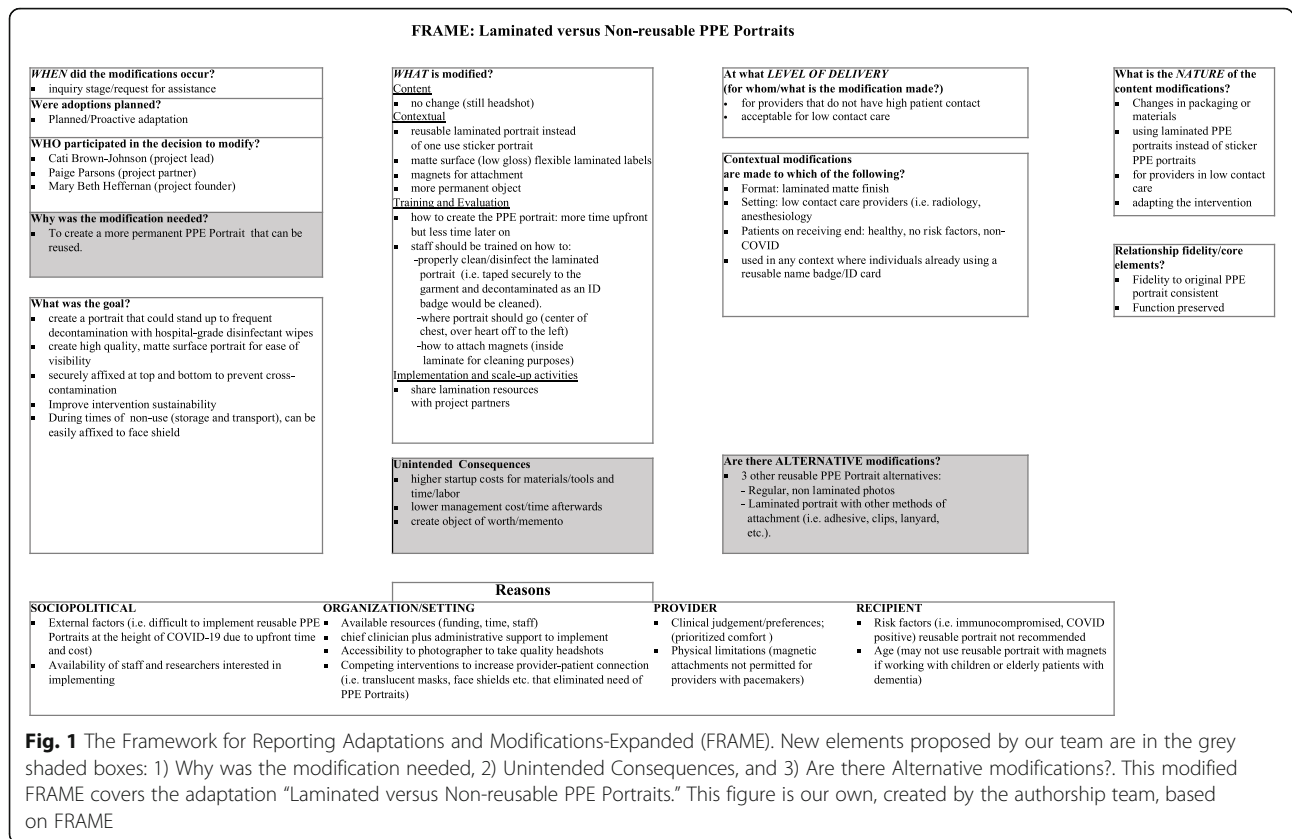 FRAME: Laminated versus Non-reusable PPE Portraits
WHEN did the modifications occur?
▪ inquiry stage/request for assistance
Were adoptions planned?
▪ Planned/Proactive adaptation
WHO participated in the decision to modify?
▪ Cati Brown-Johnson (project lead)
▪ Paige Parsons (project partner)
▪ Mary Beth Heffernan (project founder)
Why was the modification needed?
▪ To create a more permanent PPE Portrait that can be
reused.
What was the goal?
▪ create a portrait that could stand up to frequent
decontamination with hospital-grade disinfectant wipes
▪ create high quality, matte surface portrait for ease of
visibility
▪ securely affixed at top and bottom to prevent cross-
contamination
▪ Improve intervention sustainability
▪ During times of non-use (storage and transport), can be
easily affixed to face shield
WHAT is modified?
Content
▪ no change (still headshot)
Contextual
▪ reusable laminated portrait instead
of one use sticker portrait
▪ matte surface (low gloss) flexible laminated labels
▪ magnets for attachment
▪ more permanent object
Training and Evaluation
▪ how to create the PPE portrait: more time upfront
but less time later on
▪ staff should be trained on how to:
-properly clean/disinfect the laminated
portrait (i.e. taped securely to the
garment and decontaminated as an ID
badge would be cleaned).
-where portrait should go (center of
chest, over heart off to the left)
-how to attach magnets (inside
laminate for cleaning purposes)
Implementation and scale-up activities
▪ share lamination resources
with project partners
Unintended Consequences
▪ higher startup costs for materials/tools and
time/labor
▪ lower management cost/time afterwards
▪ create object of worth/memento
At what LEVEL OF DELIVERY
(for whom/what is the modification made?)
• for providers that do not have high patient contact
• acceptable for low contact care
Contextual modifications
are made to which of the following?
▪ Format: laminated matte finish
▪ Setting: low contact care providers (i.e. radiology,
anesthesiology
▪ Patients on receiving end: healthy, no risk factors, non-
COVID
▪ used in any context where individuals already using a
reusable name badge/ID card
Are there ALTERNATIVE modifications?
▪ 3 other reusable PPE Portrait alternatives:
- Regular, non laminated photos
- Laminated portrait with other methods of
attachment (i.e. adhesive, clips, lanyard,
etc.).
What is the NATURE of the
content modifications?
▪ Changes in packaging or
materials
▪ using laminated PPE
portraits instead of sticker
PPE portraits
▪ for providers in low contact
care
▪ adapting the intervention
Relationship fidelity/core
elements?
▪ Fidelity to original PPE
portrait consistent
▪ Function preserved
Reasons
SOCIOPOLITICAL
▪ External factors (i.e. difficult to implement reusable PPE
Portraits at the height of COVID-19 due to upfront time
and cost)
▪ Availability of staff and researchers interested in
implementing
ORGANIZATION/SETTING
▪ Available resources (funding, time, staff)
▪ chief clinician plus administrative support to implement
▪ Accessibility to photographer to take quality headshots
▪ Competing interventions to increase provider-patient connection
(i.e. translucent masks, face shields etc. that eliminated need of
PPE Portraits)
PROVIDER
▪ Clinical judgement/preferences;
(prioritized comfort )
▪ Physical limitations (magnetic
attachments not permitted for
providers with pacemakers)
RECIPIENT
▪ Risk factors (i.e. immunocompromised, COVID
positive) reusable portrait not recommended
▪ Age (may not use reusable portrait with magnets
if working with children or elderly patients with
dementia)
Fig. 1 The Framework for Reporting Adaptations and Modifications-Expanded (FRAME). New elements proposed by our team are in the grey
shaded boxes: 1) Why was the modification needed, 2) Unintended Consequences, and 3) Are there Alternative modifications?. This modified
FRAME covers the adaptation “Laminated versus Non-reusable PPE Portraits.” This figure is our own, created by the authorship team, based
on FRAME